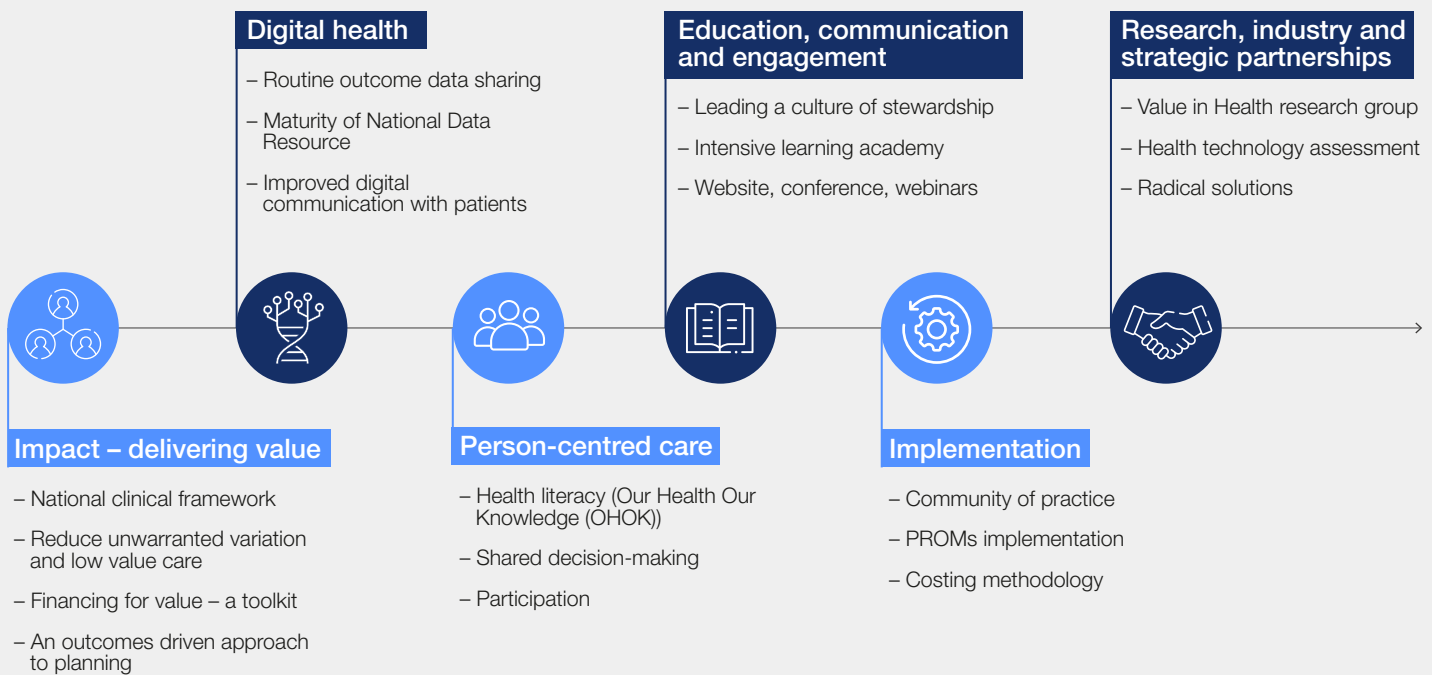 Digital health
– Routine outcome data sharing
– Maturity of National Data
Resource
– Improved digital
communication with patients
Education, communication
and engagement
– Leading a culture of stewardship
– Intensive learning academy
– Website, conference, webinars
Research, industry and
strategic partnerships
– Value in Health research group
– Health technology assessment
– Radical solutions
Impact – delivering value
– National clinical framework
– Reduce unwarranted variation
and low value care
– Financing for value – a toolkit
– An outcomes driven approach
to planning
Person-centred care
– Health literacy (Our Health Our
Knowledge (OHOK))
– Shared decision-making
– Participation
Implementation
– Community of practice
– PROMs implementation
– Costing methodology